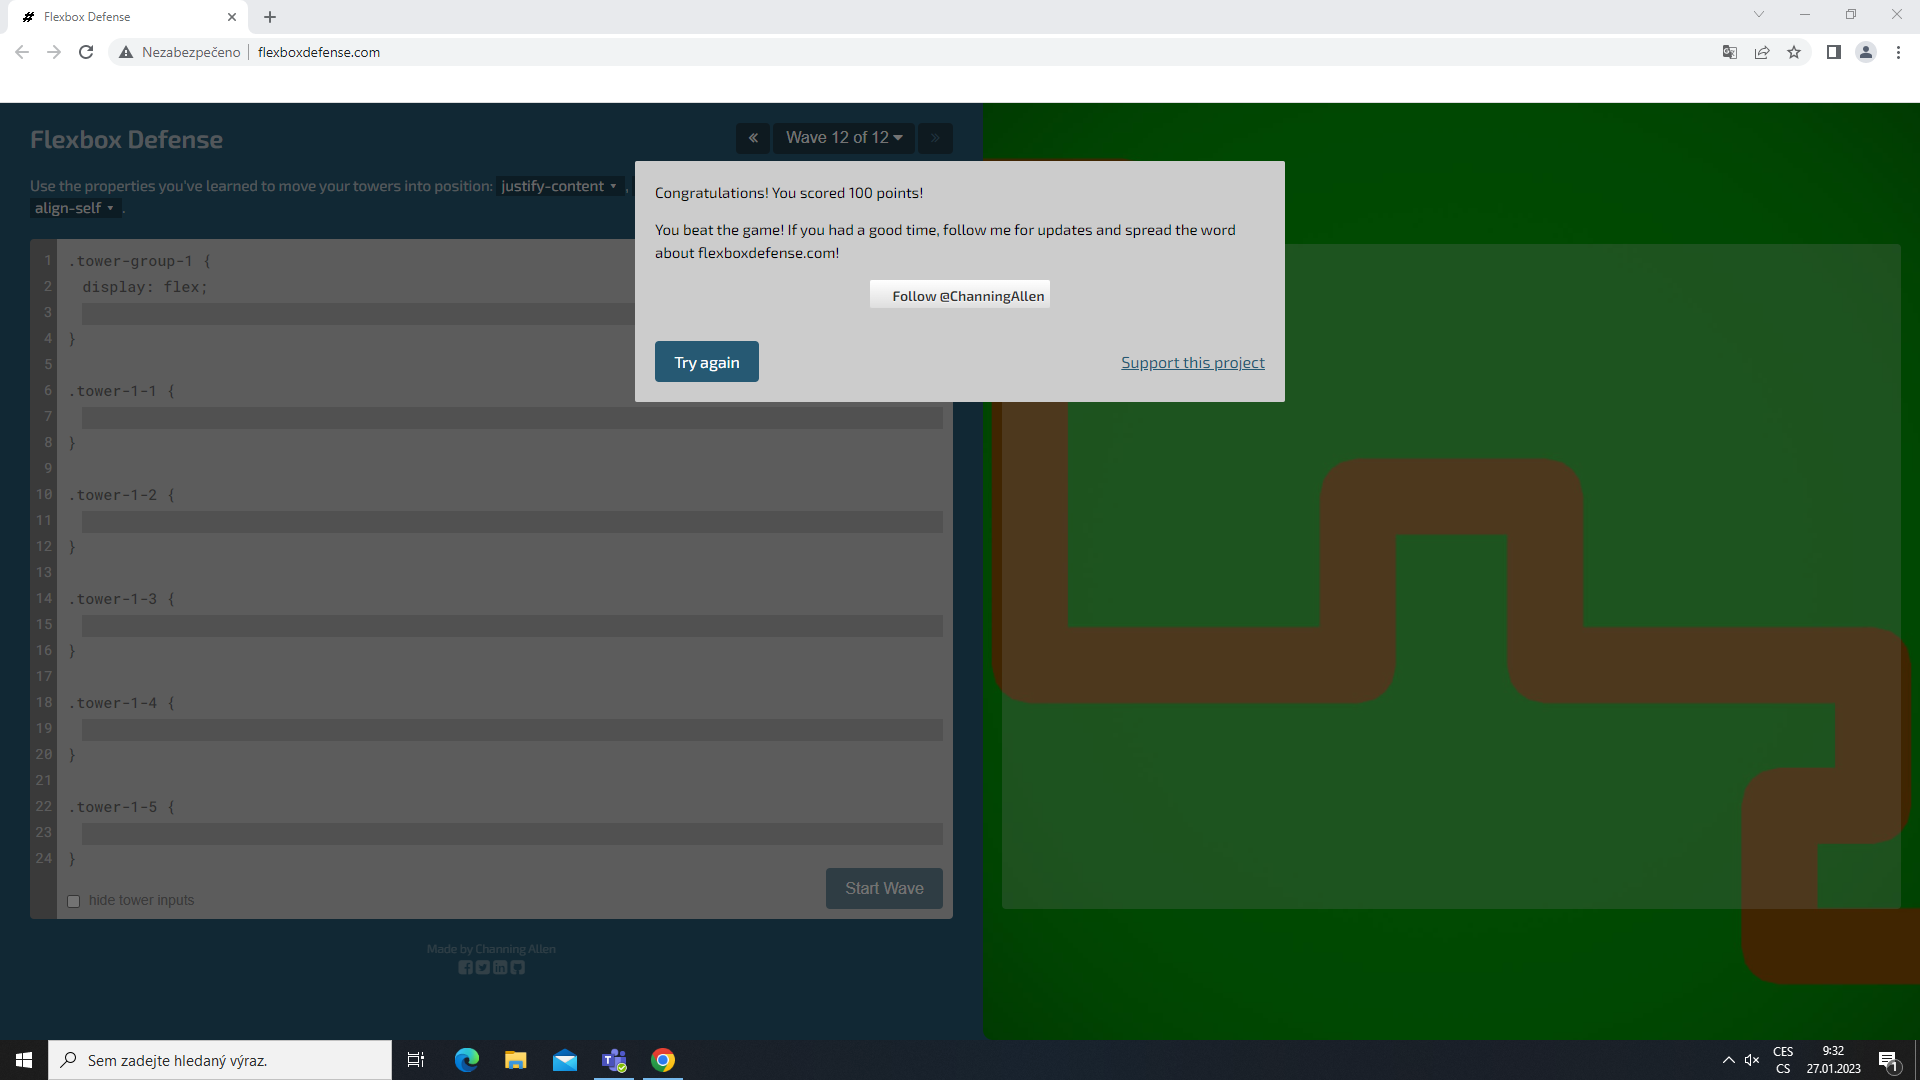 Flexbox Defense
Nezabezpečeno
flexboxdefense.com
Flexbox Defense
« Wave 12 of 12 »
Use the properties you've learned to move your towers into position: justify-content ,
align-self .
Congratulations! You scored 100 points!
You beat the game! If you had a good time, follow me for updates and spread the word
about flexboxdefense.com!
Follow @ChanningAllen
Try again
Support this project
1 .tower-group-1 {
2 display: flex;
3
4 }
5
6 .tower-1-1 {
7
8 }
9
10 .tower-1-2 {
11
12 }
13
14 .tower-1-3 {
15
16 }
17
18 .tower-1-4 {
19
20 }
21
22 .tower-1-5 {
23
24 }
hide tower inputs
Start Wave
Made by Channing Allen
Sem zadejte hledaný výraz.
CES
CS
9:32
27.01.2023
1